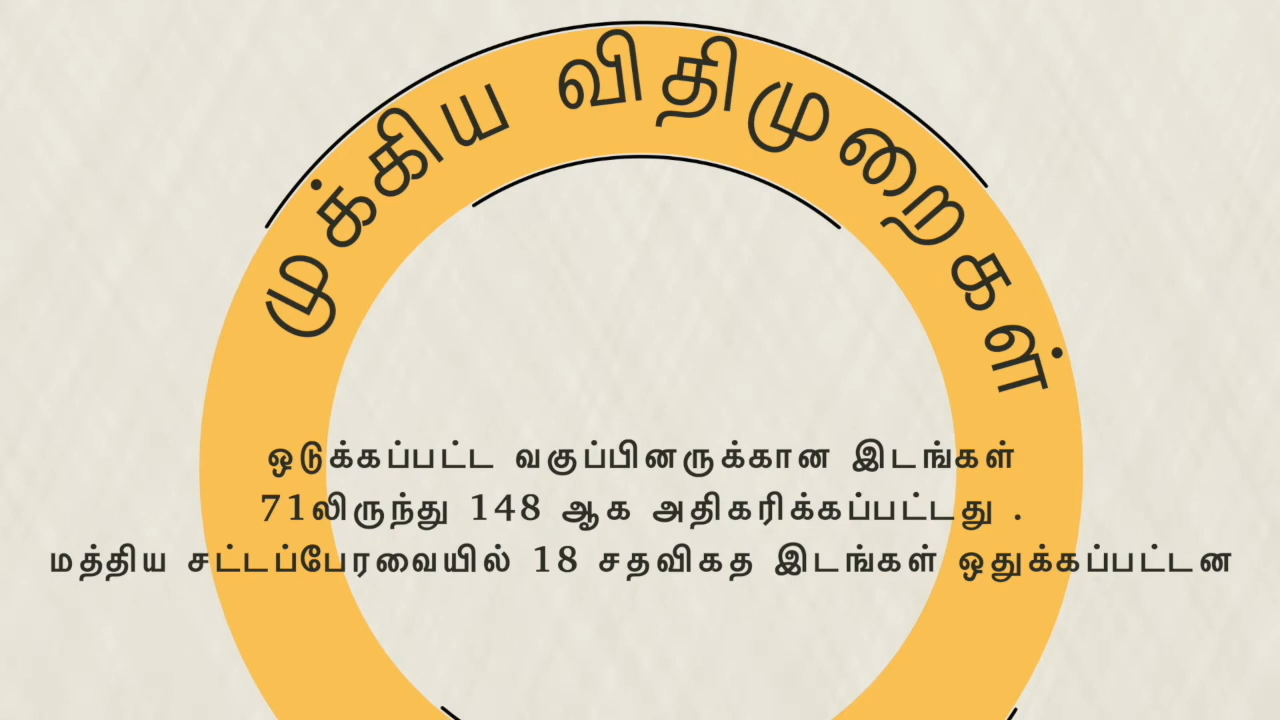 முக்கிய விதிமுறைகள்
ஒடுக்கப்பட்ட வகுப்பினருக்கான இடங்கள்
71லிருந்து 148 ஆக அதிகரிக்கப்பட்டது .
மத்திய சட்டப்பேரவையில் 18 சதவிகத இடங்கள் ஒதுக்கப்பட்டன